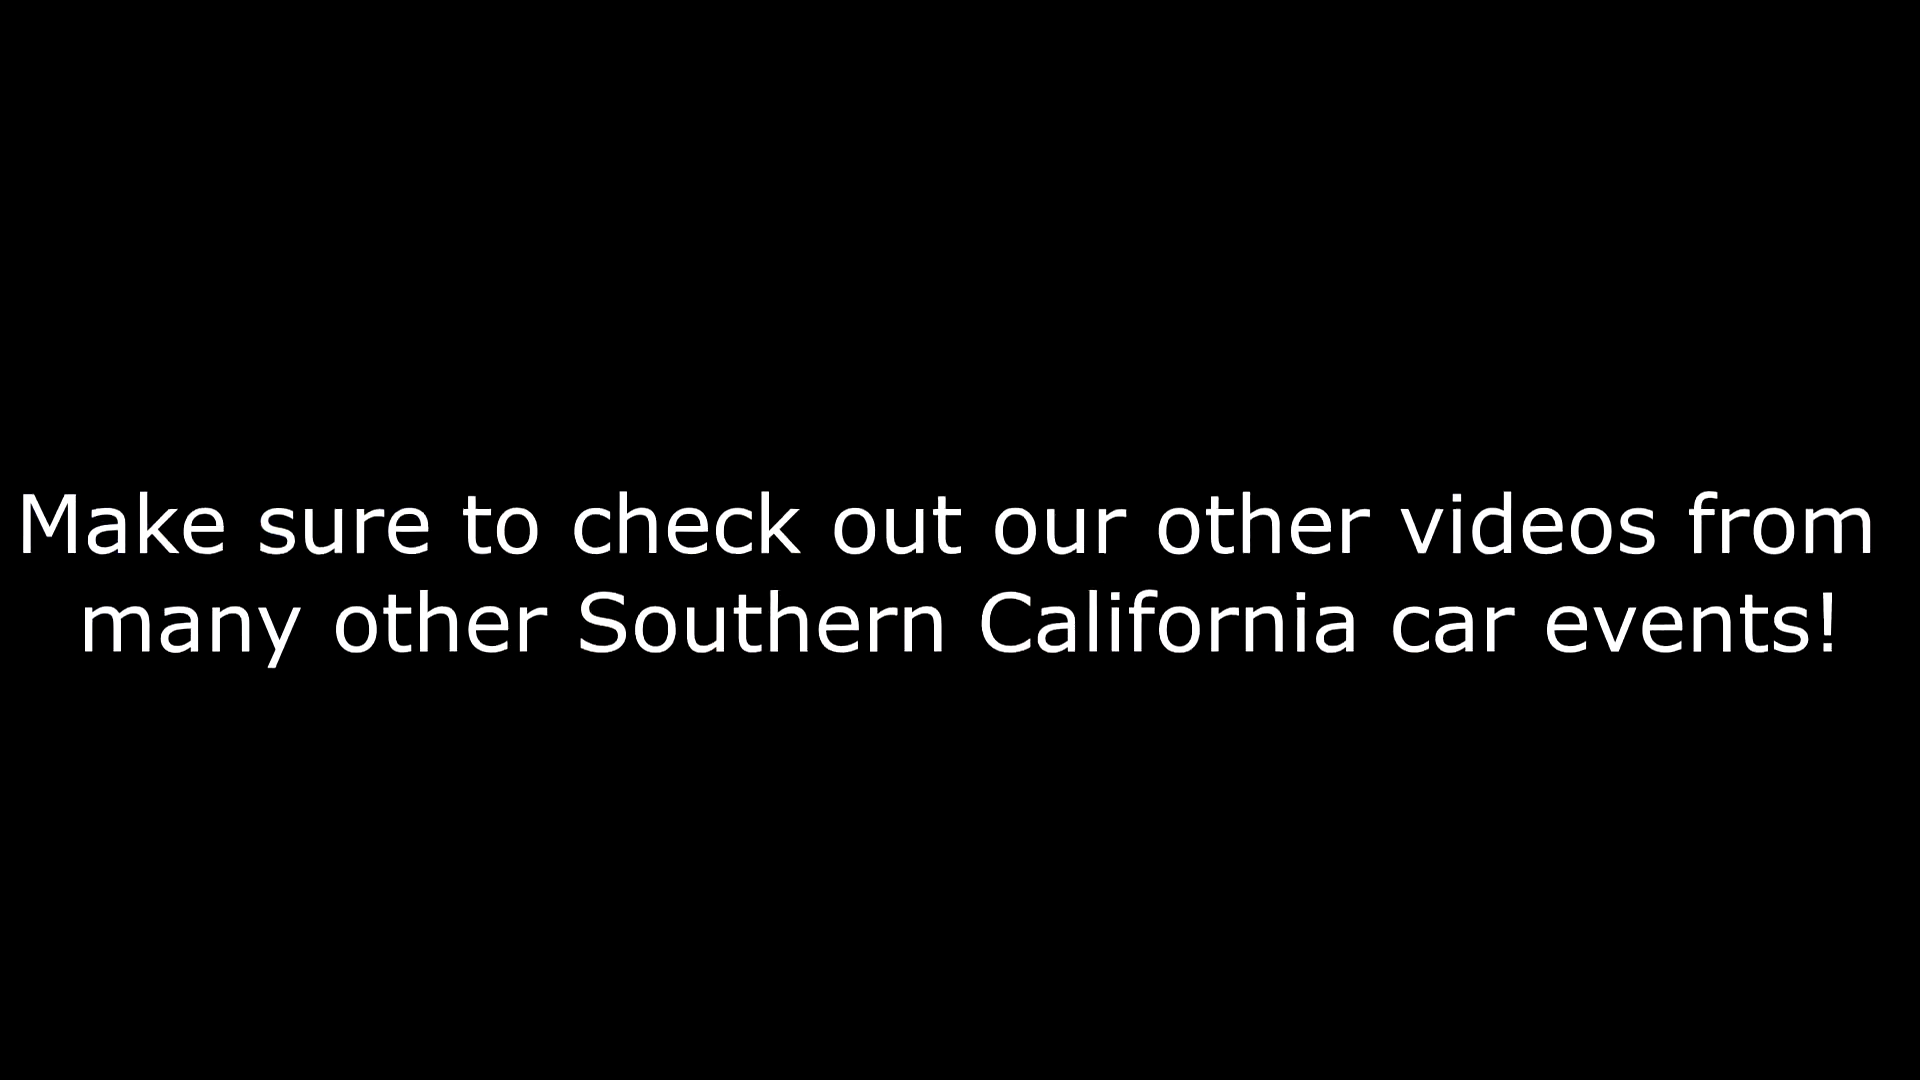 Make sure to check out our other videos from
many other Southern California car events!